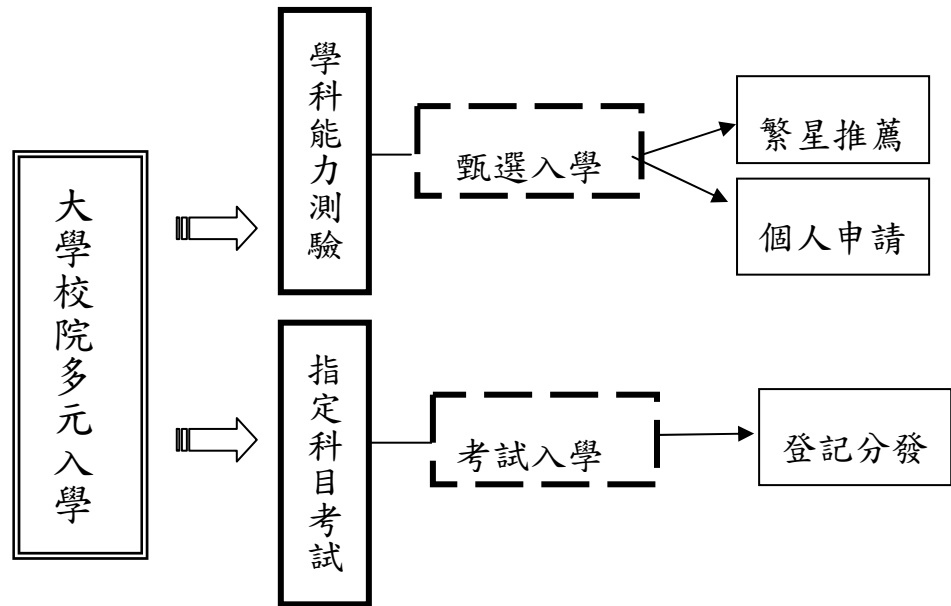 大學校院多元入學
學科能力測驗
甄選入學
繁星推薦
個人申請
指定科目考試
考試入學
登記分發